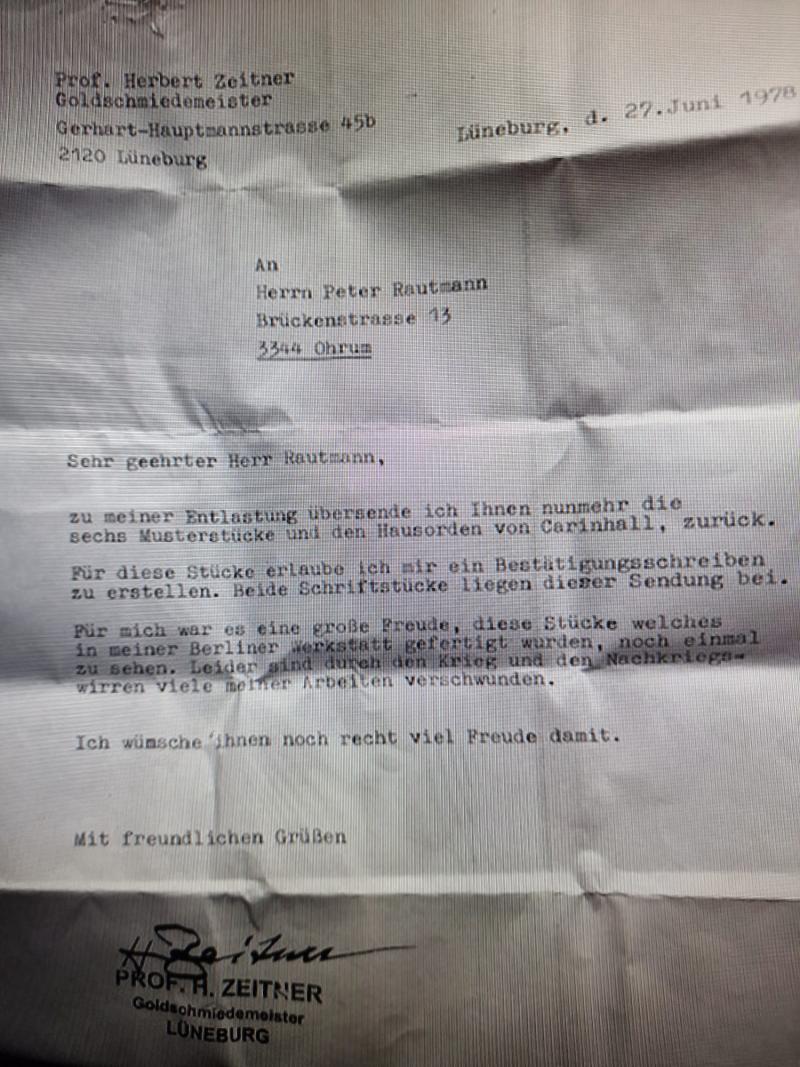 Prof. Herbert Zeitner
Goldschmiedemeister
Gerhart-Hauptmannstrasse 45b
2120 Lüneburg
Lüneburg, d. 27.Juni 1978
An
Herrn Peter Rautmann
Brückenstrasse 13
3344 Ohrum
Sehr geehrter Herr Rautmann,
zu meiner Entlastung übersende ich Ihnen nunmehr die
sechs Musterstücke und den Hausorden von Carinhall, zurück.
Für diese Stücke erlaube ich mir ein Bestätigungsschreiben
zu erstellen. Beide Schriftstücke liegen dieser Sendung bei.
Für mich war es eine große Freude, diese Stücke welches
in meiner Berliner Werkstatt gefertigt wurden, noch einmal
zu sehen. Leider sind durch den Krieg und den Nachkriegs-
wirren viele meiner Arbeiten verschwunden.
Ich wümsche ihnen noch recht viel Freude damit.
Mit freundlichen Grüßen
H Zeitner
PROF. H. ZEITNER
Goldschmiedemeister
LÜNEBURG